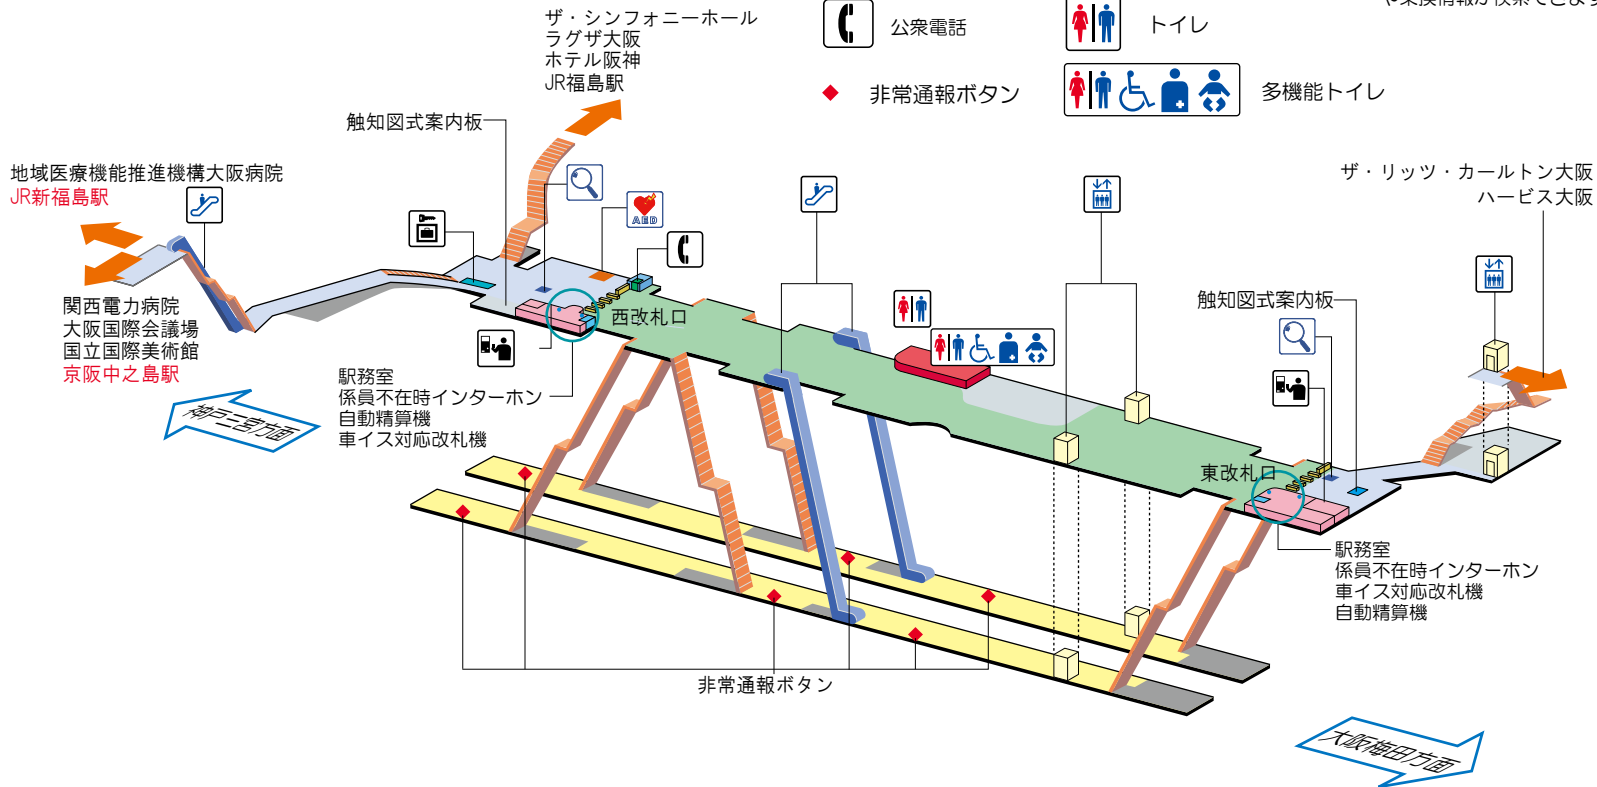 ザ・シンフォニーホール
ラグザ大阪
ホテル阪神
JR福島駅
公衆電話
トイレ
非常通報ボタン
多機能トイレ
触知図式案内板
地域医療機能推進機構大阪病院
JR新福島駅
ザ・リッツ・カールトン大阪
ハービス大阪
AED
関西電力病院
大阪国際会議場
国立国際美術館
京阪中之島駅
西改札口
触知図式案内板
神戸三宮方面
駅務室
係員不在時インターホン
自動精算機
車イス対応改札機
東改札口
駅務室
係員不在時インターホン
車イス対応改札機
自動精算機
非常通報ボタン
大阪梅田方面